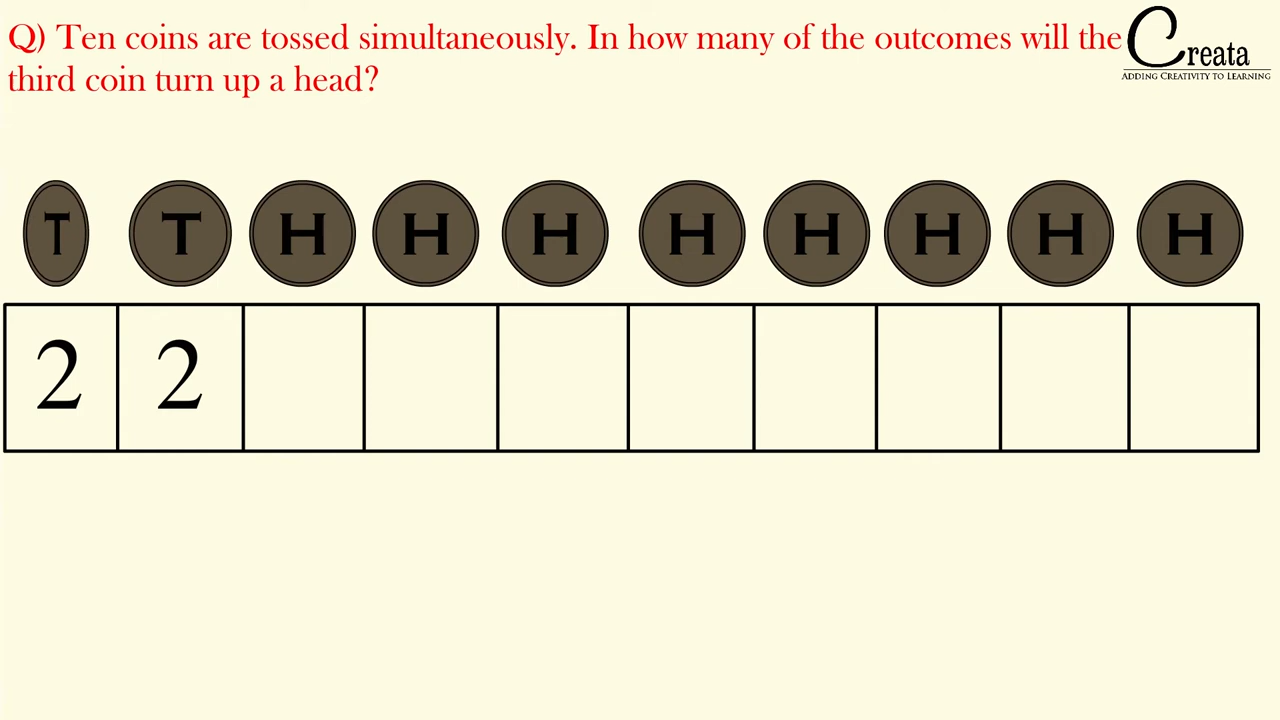 Q) Ten coins are tossed simultaneously. In how many of the outcomes will the
third coin turn up a head?
Creata
ADDING CREATIVITY TO LEARNING
T T H H H H H H H H
2 2